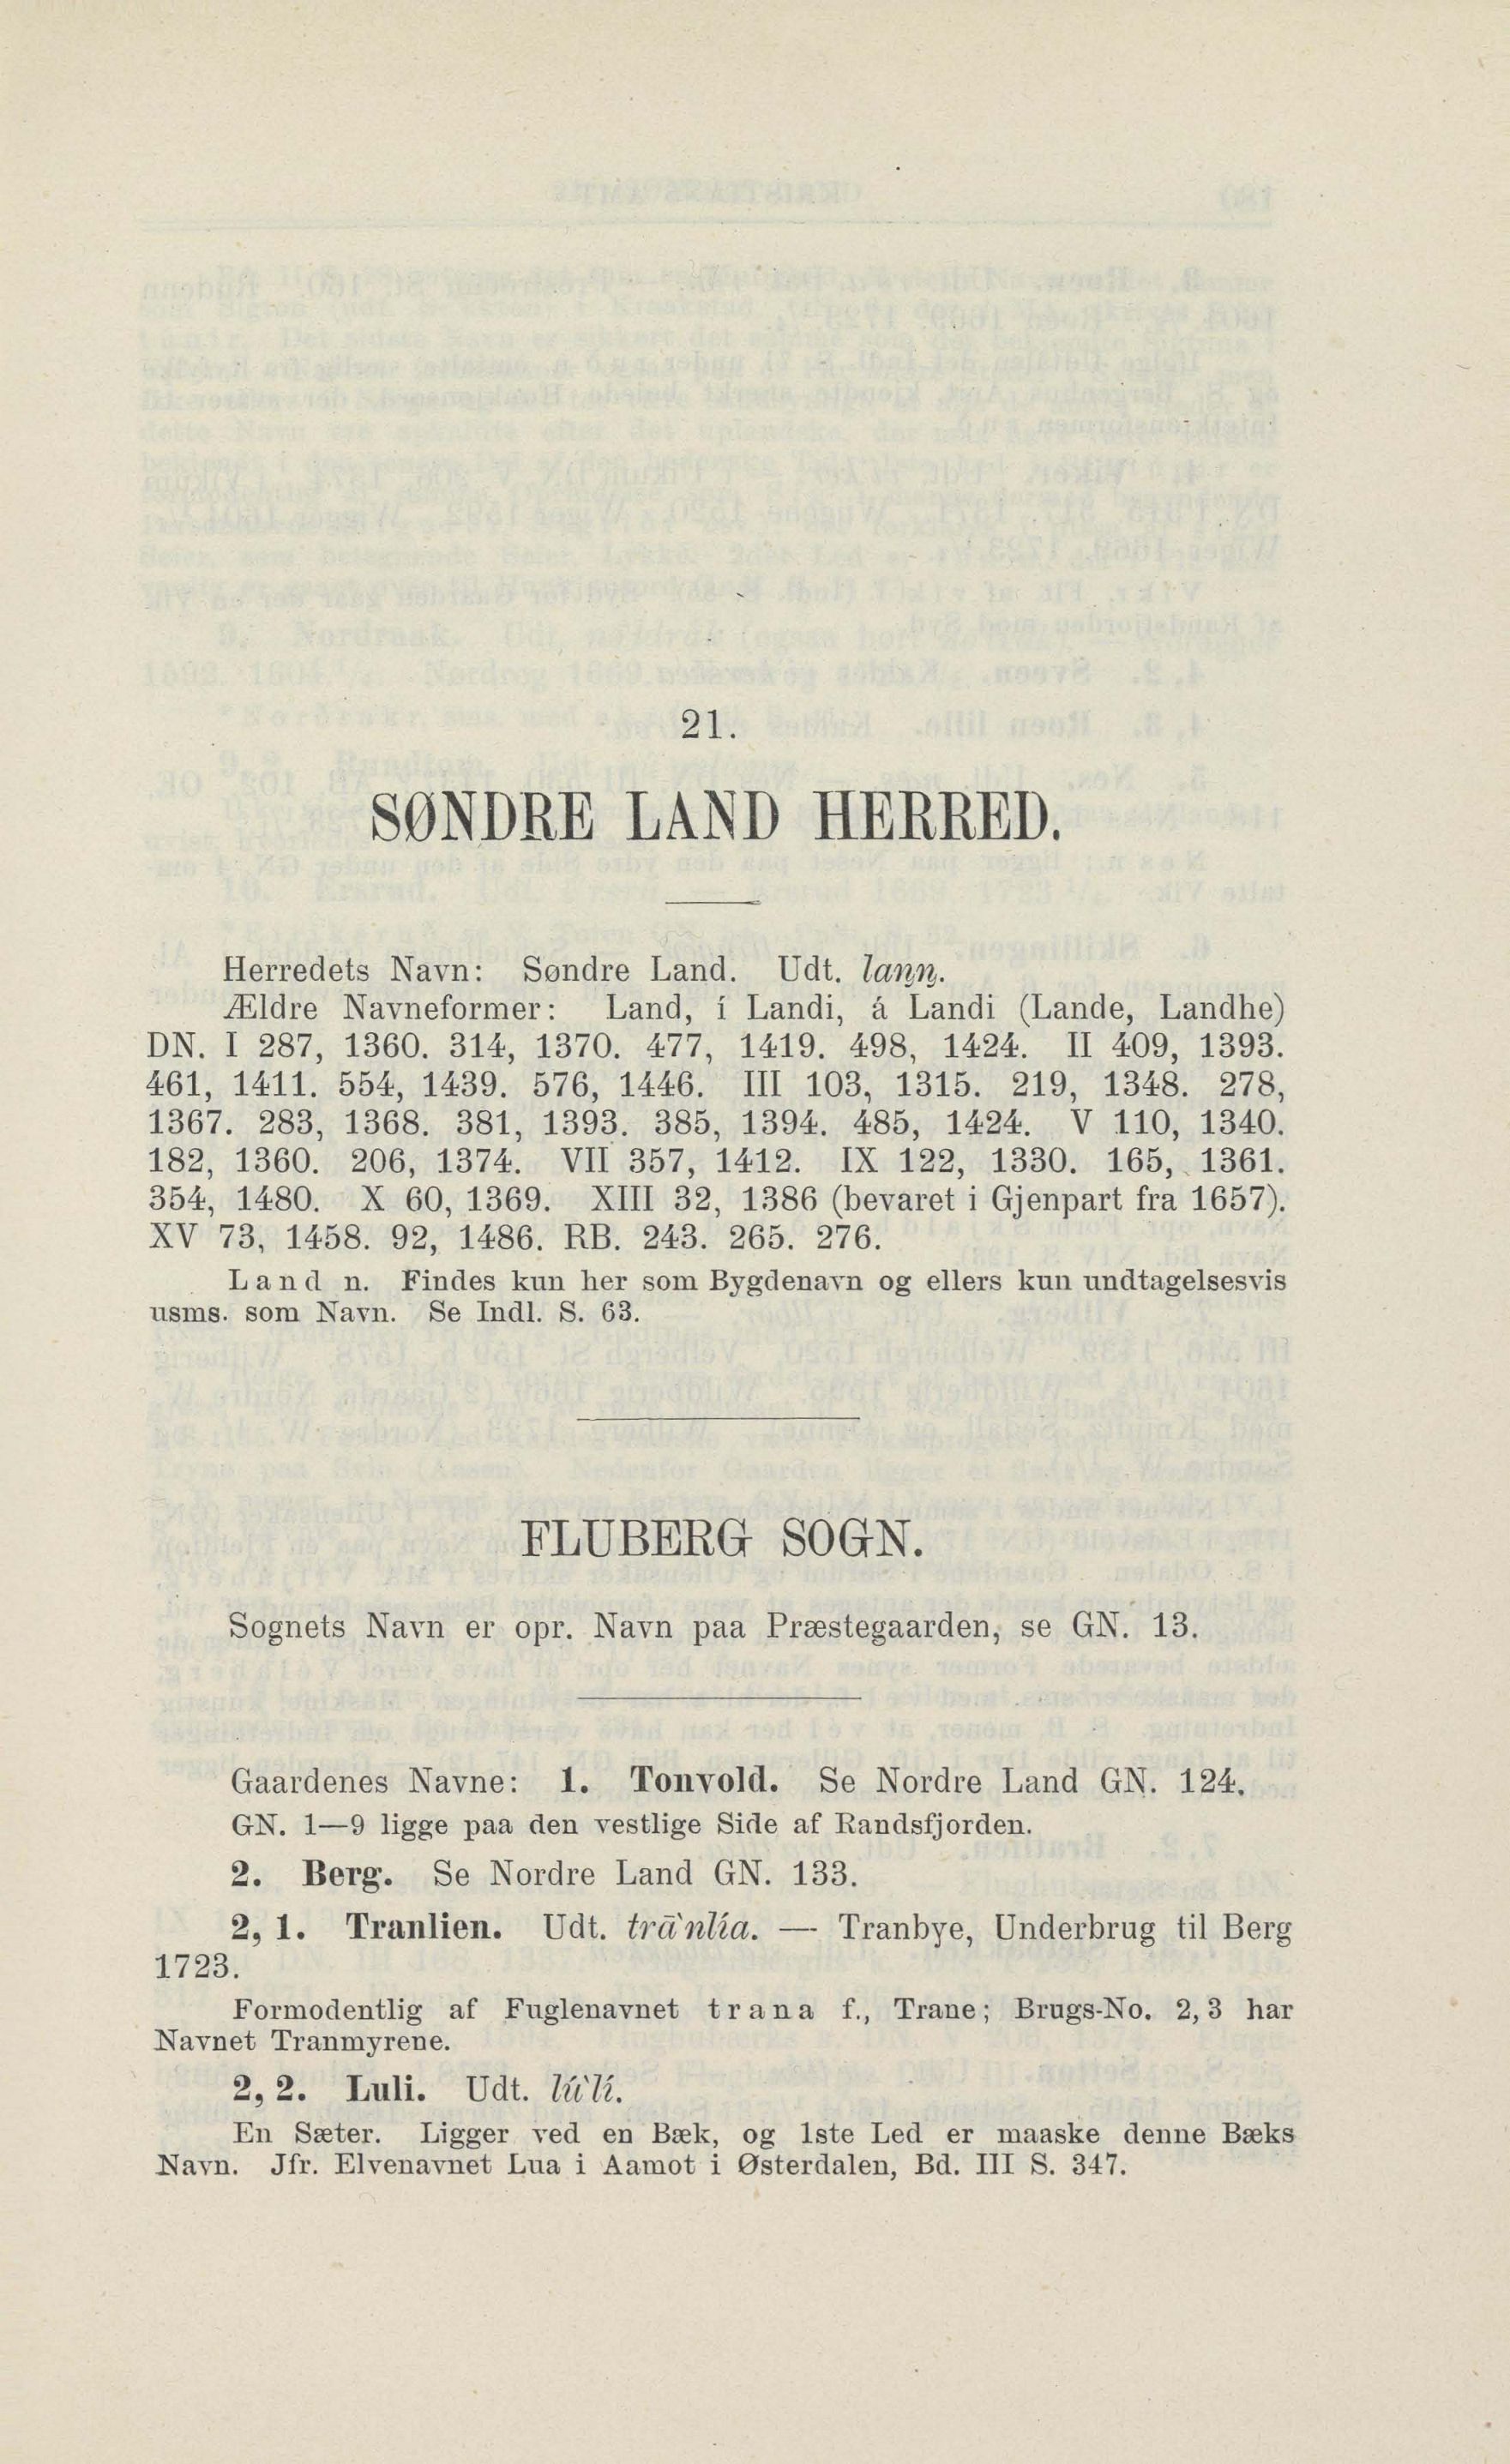 21.
SØNDRE LAND HERRED.
Herredets Navn: Søndre Land. Udt. lann̥n̥.
Ældre Navneformer: Land, í Landi, á Landi (Lande, Landhe)
DN. I 287, 1360. 314, 1370. 477, 1419. 498, 1424. II 409, 1393.
461, 1411. 554, 1439. 576, 1446. III 103, 1315. 219, 1348. 278,
1367. 283, 1368. 381, 1393. 385, 1394. 485, 1424. V 110, 1340.
182, 1360. 206, 1374. VII 357, 1412. IX 122, 1330. 165, 1361.
354, 1480. X 60, 1369. XIII 32, 1386 (bevaret i Gjenpart fra 1657).
XV 73, 1458. 92, 1486. RB. 243. 265. 276.
Land n. Findes kun her som Bygdenavn og ellers kun undtagelsesvis
usms. som Navn. Se Indl. S. 63.
FLUBERG SOGN.
Sognets Navn er opr. Navn paa Præstegaarden, se GN. 13.
Gaardenes Navne: 1. Tonvold. Se Nordre Land GN. 124.
GN. 1—9 ligge paa den vestlige Side af Randsfjorden.
2. Berg. Se Nordre Land GN. 133.
2, 1. Tranlien. Udt. trā`nlía. — Tranbye, Underbrug til Berg
1723.
Formodentlig af Fuglenavnet trana f., Trane; Brugs-No. 2, 3 har
Navnet Tranmyrene.
2, 2. Luli. Udt. lú`lí.
En Sæter. Ligger ved en Bæk, og 1ste Led er maaske denne Bæks
Navn. Jfr. Elvenavnet Lua i Aamot i Østerdalen, Bd. III S. 347.